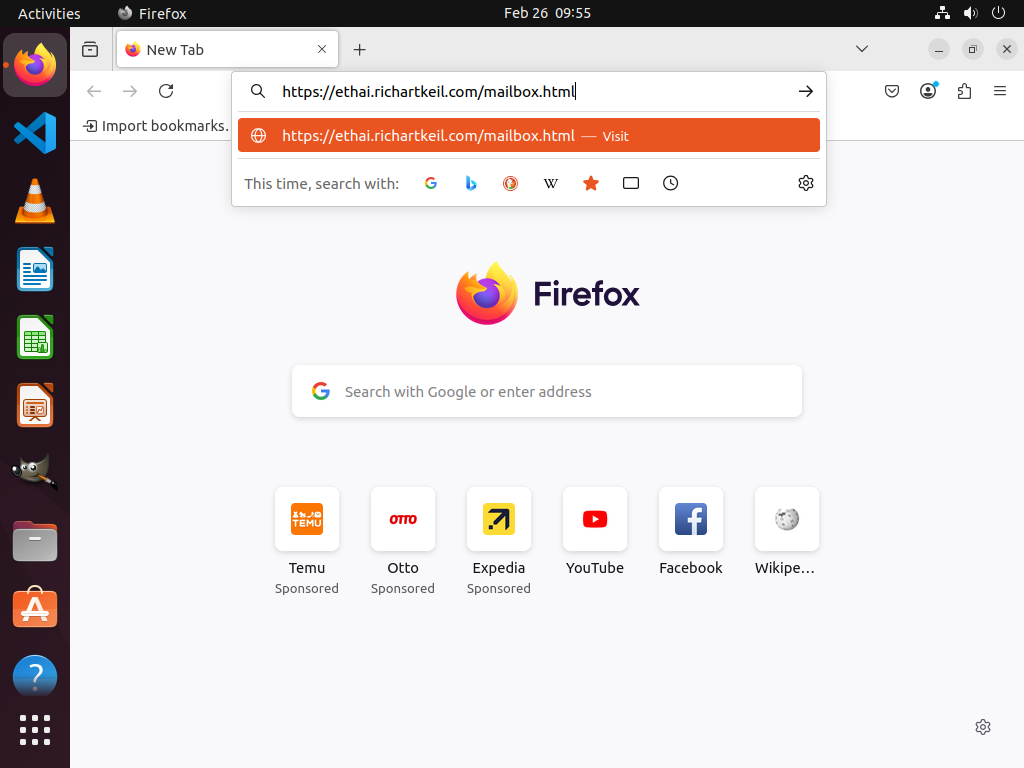 Activities
Firefox
Feb 26 09:55
New Tab
https://ethai.richartkeil.com/mailbox.html
Import bookmarks.
https://ethai.richartkeil.com/mailbox.html — Visit
This time, search with:
Firefox
Search with Google or enter address
TEMU
OTTO
Temu
Otto
Expedia
YouTube
Facebook
Wikipe…
Sponsored
Sponsored
Sponsored